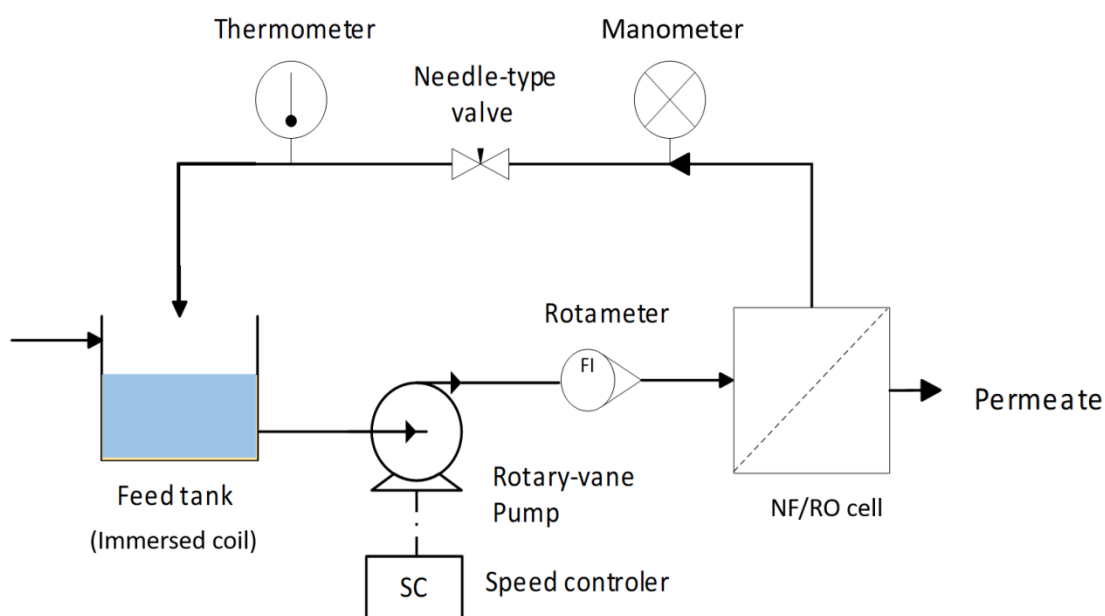 Thermometer
Manometer
Needle-type
valve
Rotameter
FI
Permeate
Feed tank
(Immersed coil)
Rotary-vane
Pump
NF/RO cell
SC
Speed controler